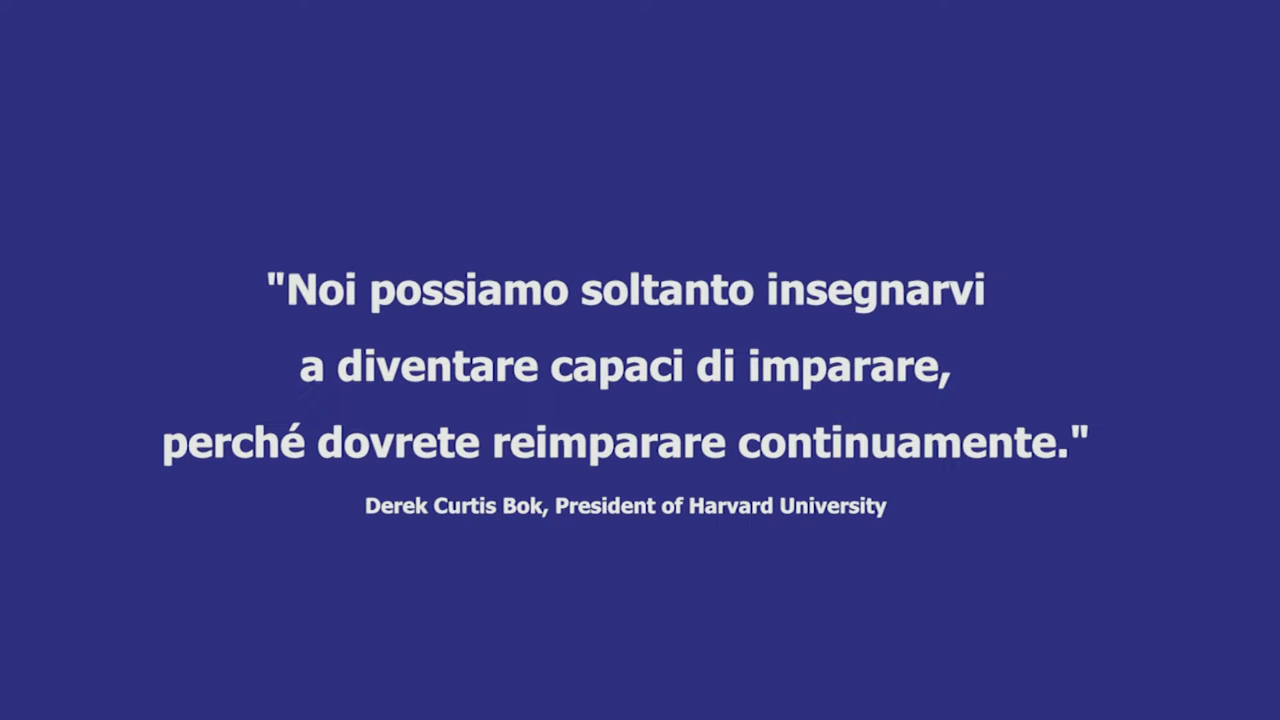 "Noi possiamo soltanto insegnarvi
a diventare capaci di imparare,
perché dovrete reimparare continuamente."
Derek Curtis Bok, President of Harvard University